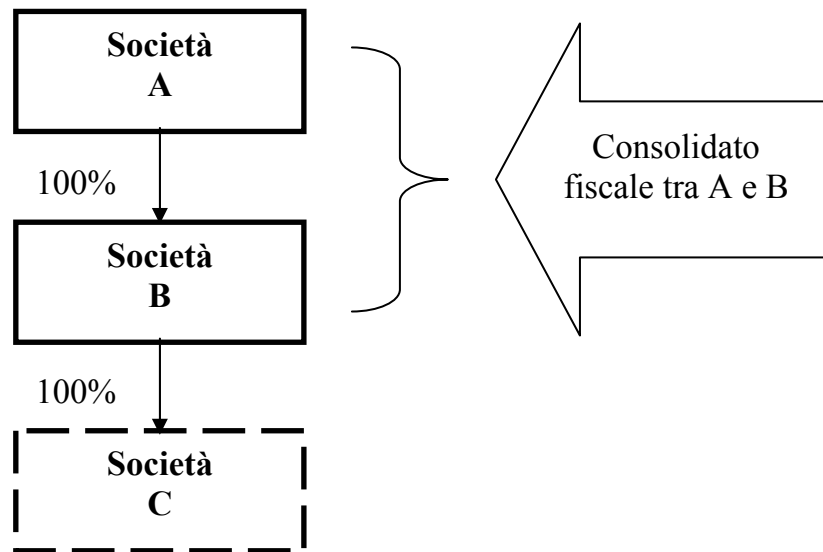 Società
A
100%
Società
B
100%
Società
C
Consolidato
fiscale tra A e B